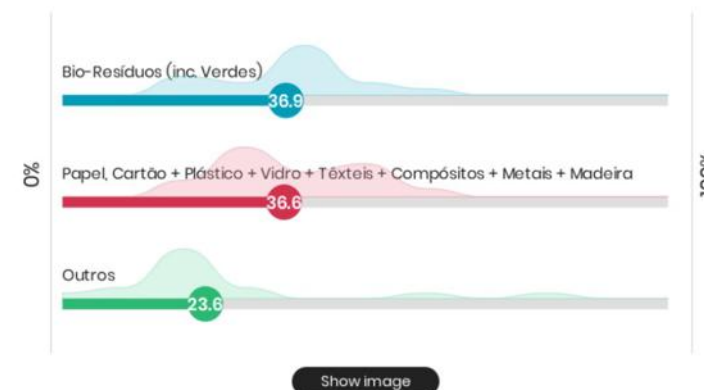 Bio-Resíduos (inc. Verdes)
36.9
0%
Papel, Cartão + Plástico + Vidro + Têxteis + Compósitos + Metais + Madeira
36.6
Outros
23.6
Show image